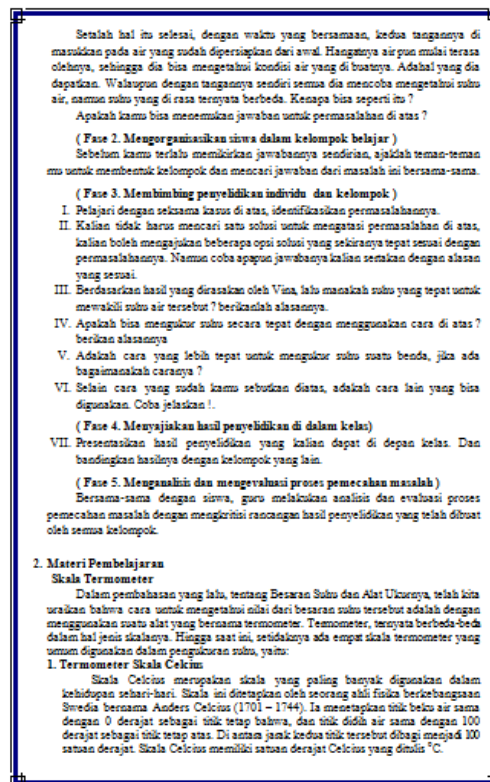 Setalah hal itu selesai, dengan waktu yang bersamaan, kedua tangannya di
masukkan pada air yang sudah dipersiapkan dari awal. Hangatnya air pun mulai terasa
olehnya, sehingga dia bisa mengetahui kondisi air yang di buatnya. Adahal yang dia
dapatkan. Walaupun dengan tangannya sendiri semua dia mencoba mengetahui suhu
air, namun suhu yang di rasa ternyata berbeda. Kenapa bisa seperti itu ?
Apakah kamu bisa menemukan jawaban untuk permasalahan di atas ?
( Fase 2. Mengorganisasikan siswa dalam kelompok belajar )
Sebelum kamu terlalu memikirkan jawabannya sendirian, ajaklah teman-teman
mu untuk membentuk kelompok dan mencari jawaban dari masalah ini bersama-sama.
( Fase 3. Membimbing penyelidikan individu dan kelompok )
I. Pelajari dengan seksama kasus di atas, identifikasikan permasalahannya.
II. Kalian tidak harus mencari satu solusi untuk mengatasi permasalahan di atas,
kalian boleh mengajukan beberapa opsi solusi yang sekiranya tepat sesuai dengan
permasalahannya. Namun coba apapun jawabanya kalian sertakan dengan alasan
yang sesuai.
III. Berdasarkan hasil yang dirasakan oleh Vina, lalu manakah suhu yang tepat untuk
mewakili suhu air tersebut ? berikanlah alasannya.
IV. Apakah bisa mengukur suhu secara tepat dengan menggunakan cara di atas ?
berikan alasannya
V. Adakah cara yang lebih tepat untuk mengukur suhu suatu benda, jika ada
bagaimanakah caranya ?
VI. Selain cara yang sudah kamu sebutkan diatas, adakah cara lain yang bisa
digunakan. Coba jelaskan !.
( Fase 4. Menyajiakan hasil penyelidikan di dalam kelas)
VII. Presentasikan hasil penyelidikan yang kalian dapat di depan kelas. Dan
bandingkan hasilnya dengan kelompok yang lain.
( Fase 5. Menganalisis dan mengevaluasi proses pemecahan masalah )
Bersama-sama dengan siswa, guru melakukan analisis dan evaluasi proses
pemecahan masalah dengan mengkritisi rancangan hasil penyelidikan yang telah dibuat
oleh semua kelompok.
2. Materi Pembelajaran
Skala Termometer
Dalam pembahasan yang lalu, tentang Besaran Suhu dan Alat Ukurnya, telah kita
uraikan bahwa cara untuk mengetahui nilai dari besaran suhu tersebut adalah dengan
menggunakan suatu alat yang bernama termometer. Teamometer, ternyata berbeda-beda
dalam hal jenis skalanya. Hingga saat ini, setidaknya ada empat skala termometer yang
umum digunakan dalam pengukuran suhu, yaitu:
1. Termometer Skala Celcius
Skala Celcius merupakan skala yang paling banyak digunakan dalam
kehidupan sehari-hari. Skala ini ditetapkan oleh seorang ahli fisika berkebangsaan
Swedia bernama Anders Celcius (1701 – 1744). Ia menetapkan titik beku air sama
dengan 0 derajat sebagai titik tetap bahwa, dan titik didih air sama dengan 100
derajat sebagai titik tetap atas. Di antara jarak kedua titik tersebut dibagi menjadi 100
satuan derajat. Skala Celcius memiliki satuan derajat Celcius yang ditulis °C.